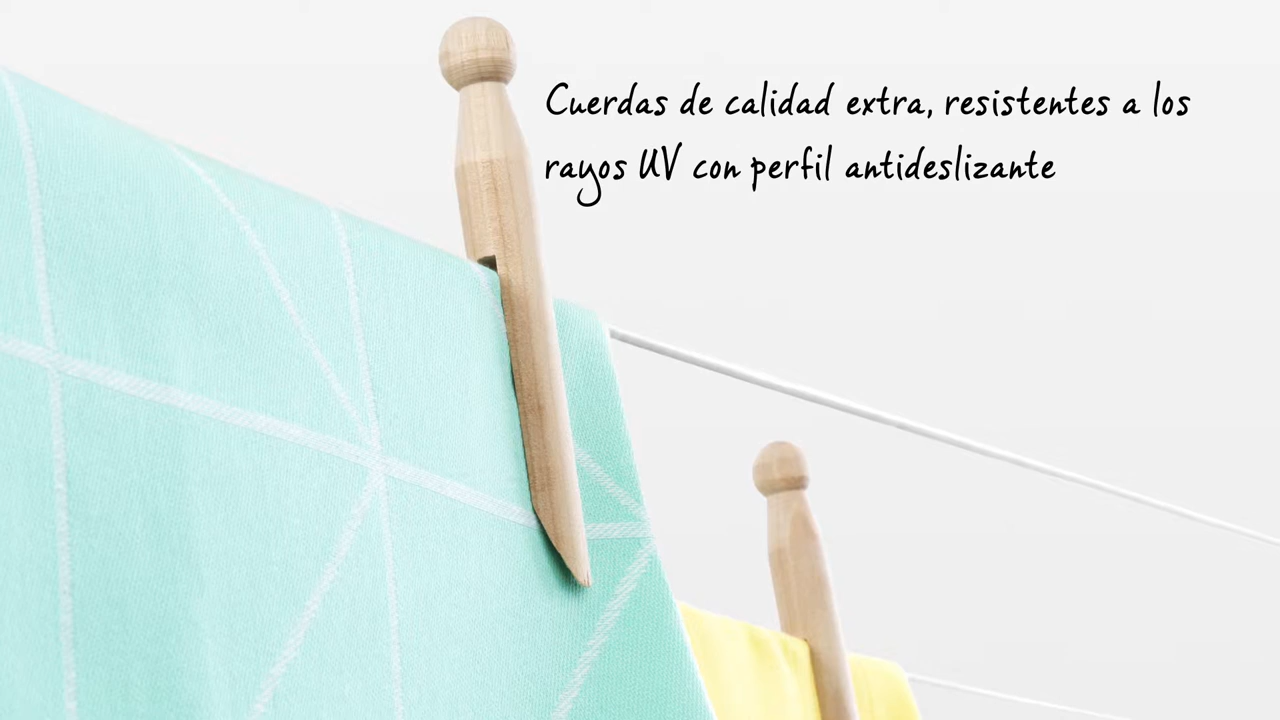 Cuerdas de calidad extra, resistentes a los
rayos UV con perfil antideslizante